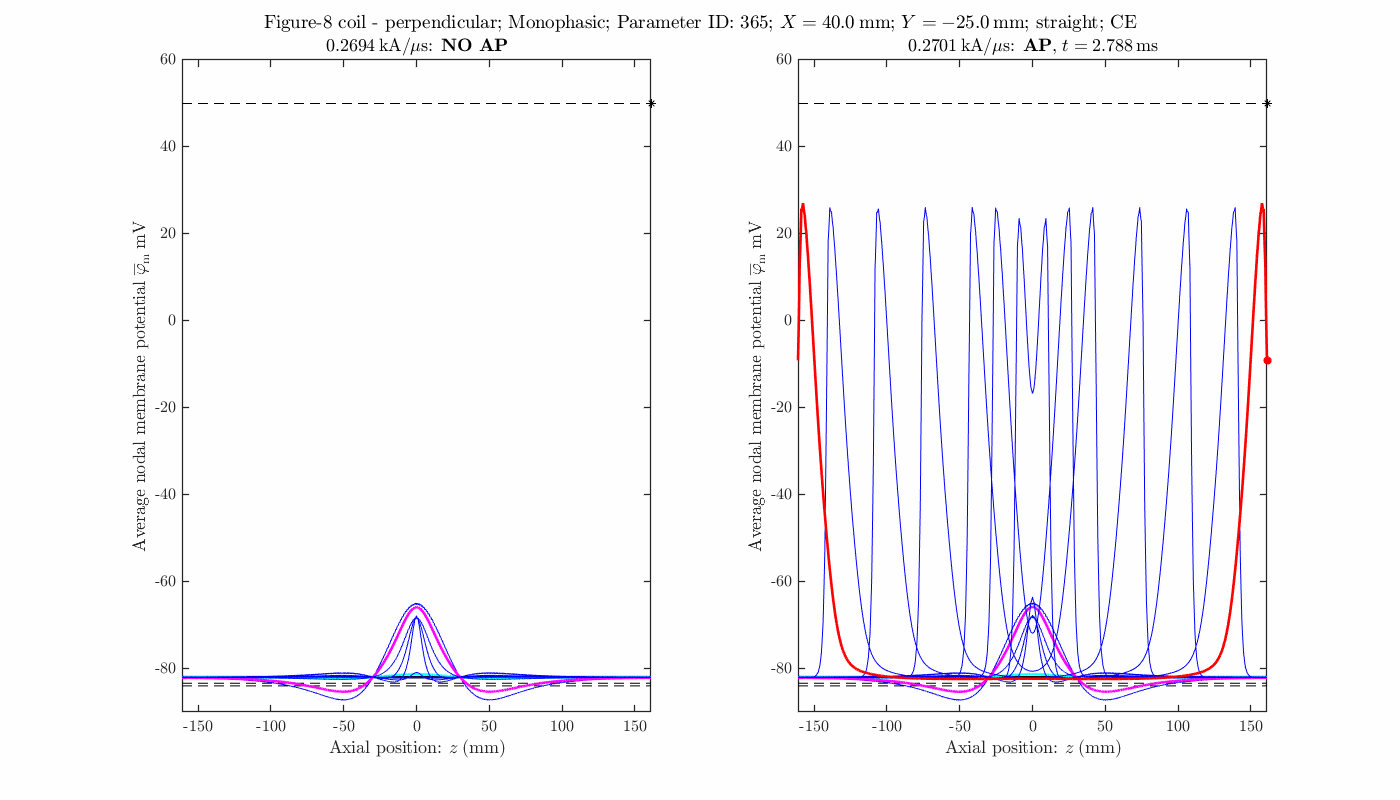 Figure-8 coil - perpendicular; Monophasic; Parameter ID: 365; X = 40.0 mm; Y = −25.0 mm; straight; CE
0.2694 kA/μs: NO AP
60
40
20
0
-20
-40
-60
-80
-150 -100 -50 0 50 100 150
Average nodal membrane potential φ̅m mV
Axial position: z (mm)
0.2701 kA/μs: AP, t = 2.788 ms
60
40
20
0
-20
-40
-60
-80
-150 -100 -50 0 50 100 150
Average nodal membrane potential φ̅m mV
Axial position: z (mm)